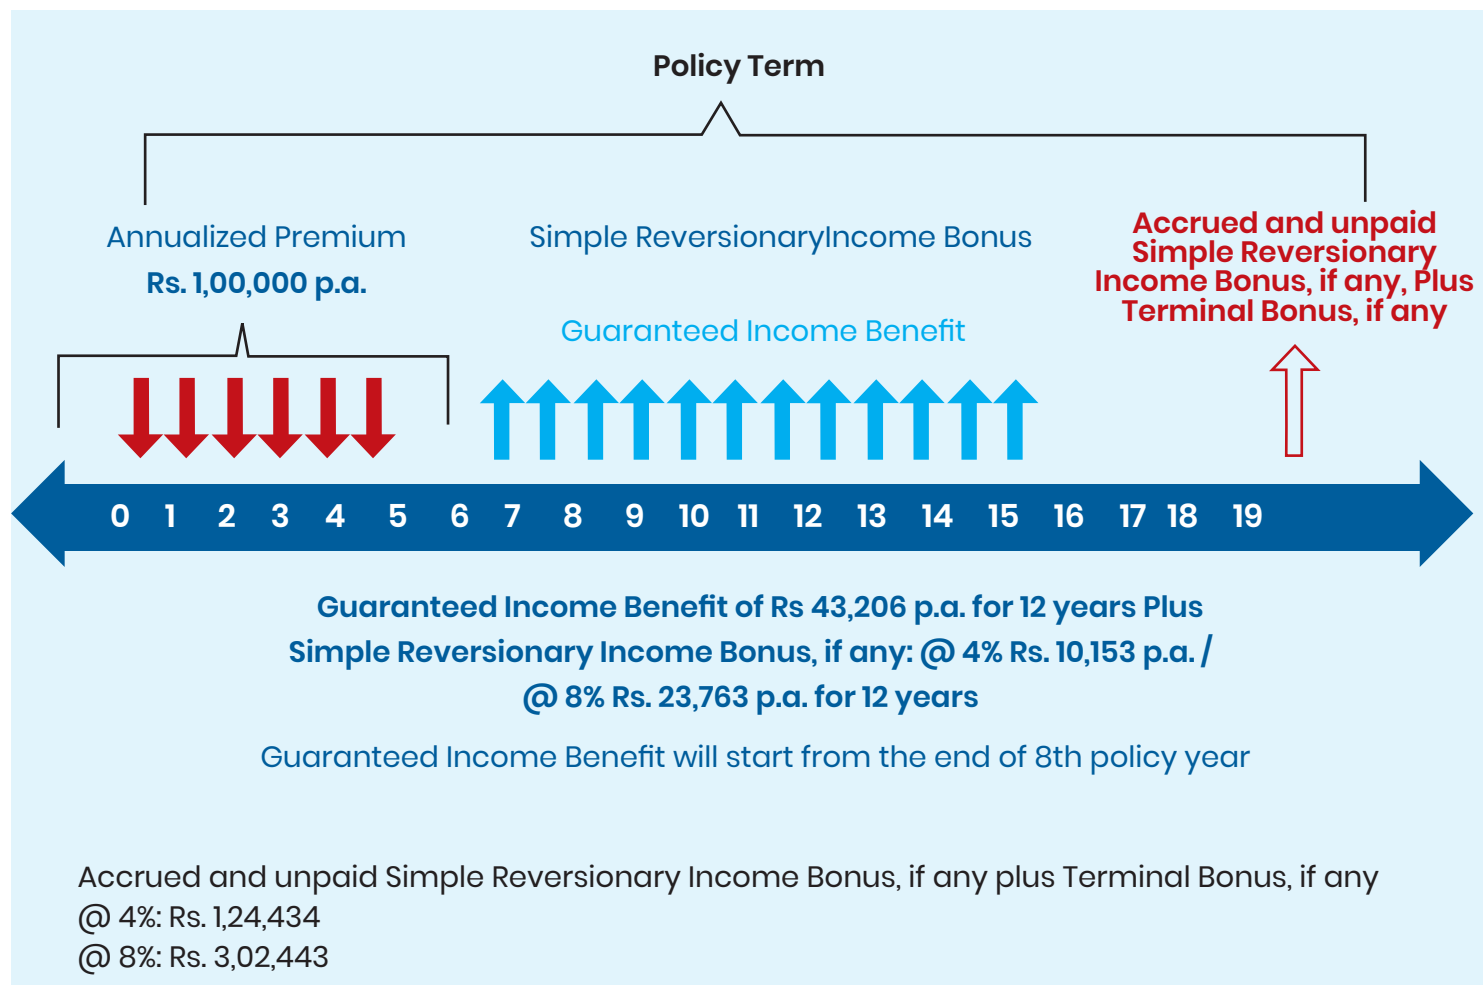 Policy Term
Annualized Premium
Rs. 1,00,000 p.a.
Simple ReversionaryIncome Bonus
Guaranteed Income Benefit
Accrued and unpaid
Simple Reversionary
Income Bonus, if any, Plus
Terminal Bonus, if any
0 1 2 3 4 5 6 7 8 9 10 11 12 13 14 15 16 17 18 19
Guaranteed Income Benefit of Rs 43,206 p.a. for 12 years Plus
Simple Reversionary Income Bonus, if any: @ 4% Rs. 10,153 p.a. /
@ 8% Rs. 23,763 p.a. for 12 years
Guaranteed Income Benefit will start from the end of 8th policy year
Accrued and unpaid Simple Reversionary Income Bonus, if any plus Terminal Bonus, if any
@ 4%: Rs. 1,24,434
@ 8%: Rs. 3,02,443